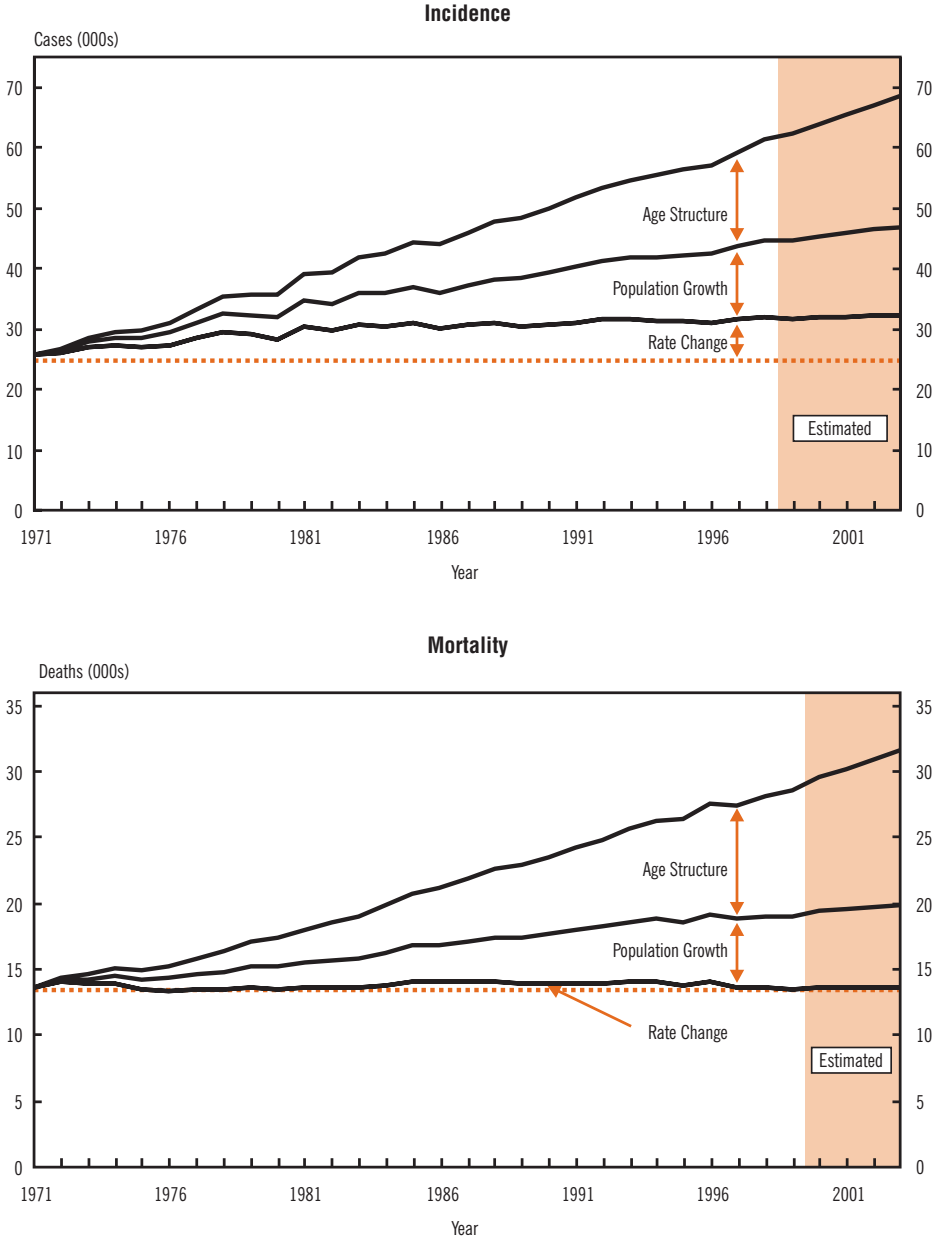 Incidence
Cases (000s)
70 70
60 60
50 50
Age Structure
40 40
Population Growth
30 30
Rate Change
20 20
Estimated
10 10
0 0
1971 1976 1981 1986 1991 1996 2001
Year
Mortality
Deaths (000s)
35 35
30 30
25 25
Age Structure
20 20
Population Growth
15 15
Rate Change
10 10
Estimated
5 5
0 0
1971 1976 1981 1986 1991 1996 2001
Year